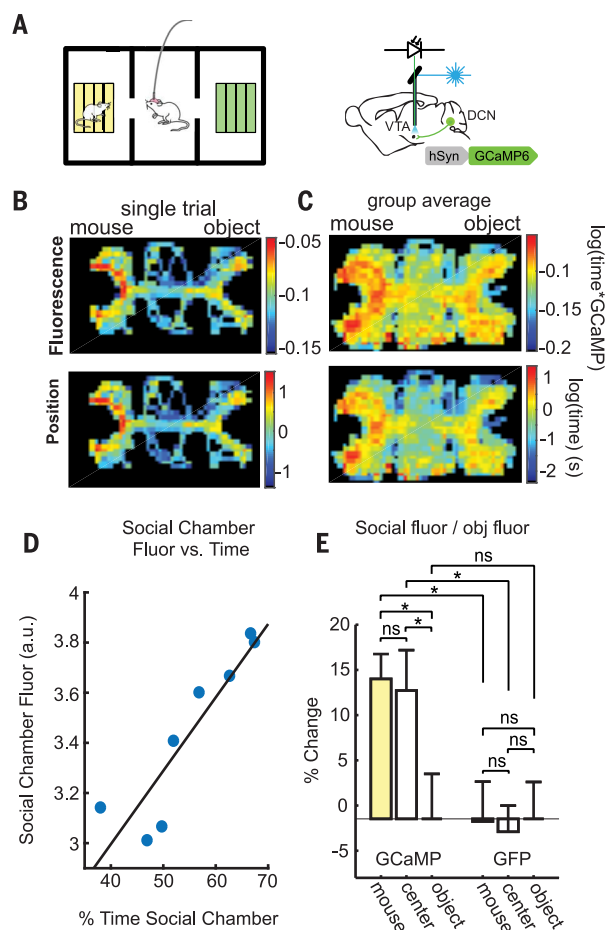 A
VTA
DCN
hSyn
GCaMP6
B
single trial
mouse
object
Fluorescence
-0.05
-0.1
-0.15
Position
1
0
1
C
group average
mouse
object
-0.1
-0.15
-0.2
log(time*GCaMP)
1
0
-1
-2
log(time) (s)
D
Social Chamber
Fluor vs. Time
Social Chamber Fluor (a.u.)
4
3.8
3.6
3.4
3.2
3
40
50
60
70
% Time Social Chamber
E
Social fluor / obj fluor
ns
*
*
*
ns
*
ns
ns
ns
% Change
20
15
10
5
0
-5
GCaMP
GFP
mouse
center
object
mouse
center
object